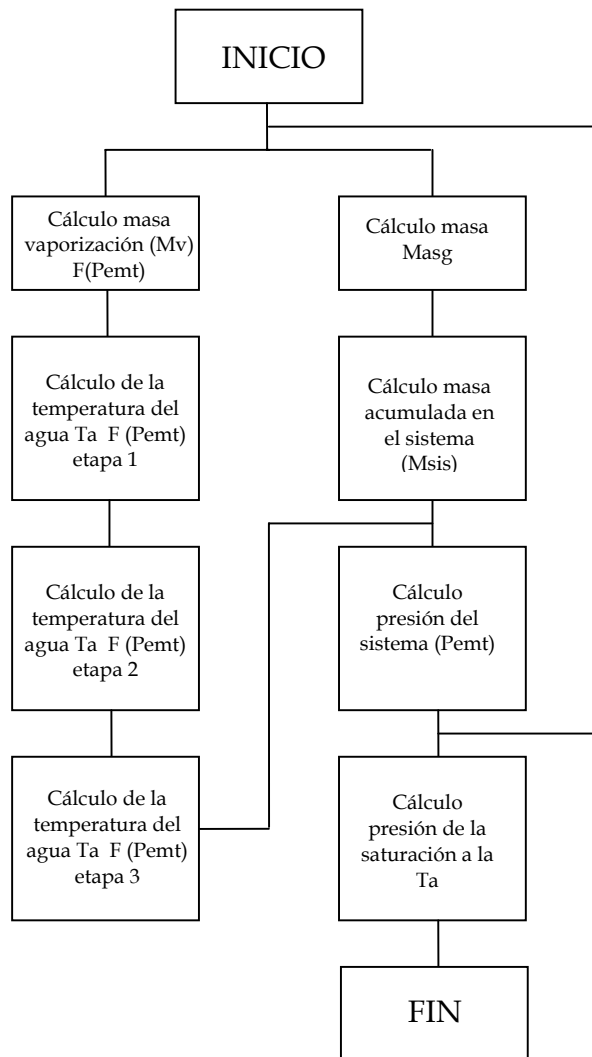 INICIO
Cálculo masa
vaporización (Mv)
F(Pemt)
Cálculo masa
Masg
Cálculo de la
temperatura del
agua Ta F (Pemt)
etapa 1
Cálculo masa
acumulada en
el sistema
(Msis)
Cálculo de la
temperatura del
agua Ta F (Pemt)
etapa 2
Cálculo
presión del
sistema (Pemt)
Cálculo de la
temperatura del
agua Ta F (Pemt)
etapa 3
Cálculo
presión de la
saturación a la
Ta
FIN